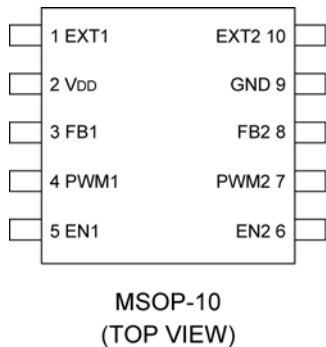 1 EXT1 EXT2 10
2 VDD GND 9
3 FB1 FB2 8
4 PWM1 PWM2 7
5 EN1 EN2 6
MSOP-10
(TOP VIEW)